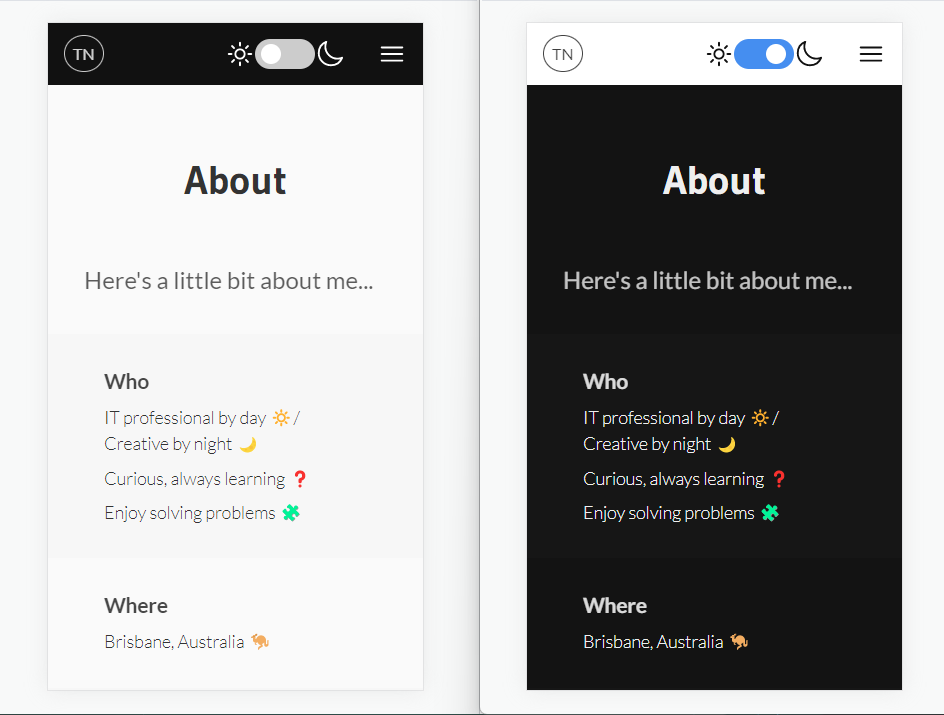 TN
About
Here's a little bit about me...
Who
IT professional by day 🔅/
Creative by night 🌙
Curious, always learning ❓
Enjoy solving problems 🧩
Where
Brisbane, Australia 🦘
TN
About
Here's a little bit about me...
Who
IT professional by day 🔅/
Creative by night 🌙
Curious, always learning ❓
Enjoy solving problems 🧩
Where
Brisbane, Australia 🦘